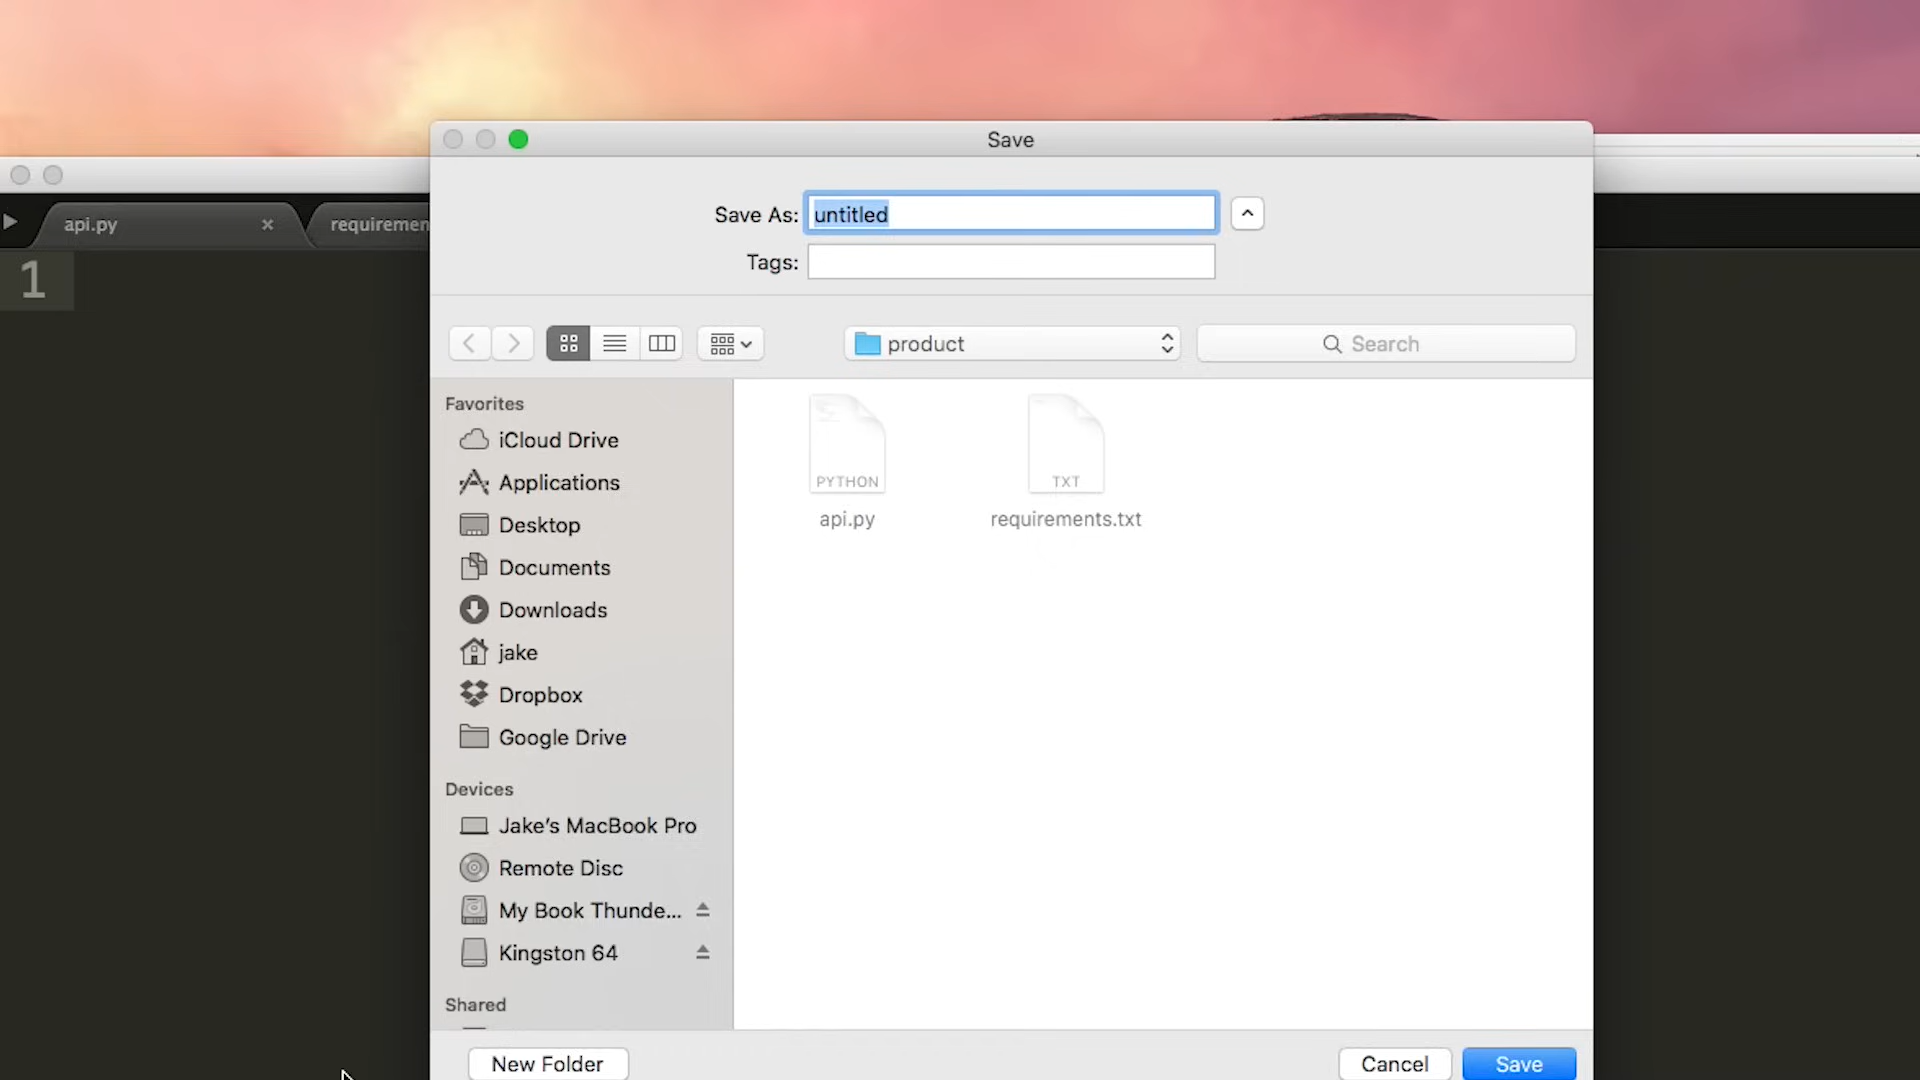 Save
api.py
requiremen
1
Save As: untitled
Tags:
product
Search
Favorites
iCloud Drive
Applications
Desktop
Documents
Downloads
jake
Dropbox
Google Drive
Devices
Jake's MacBook Pro
Remote Disc
My Book Thunde...
Kingston 64
Shared
PYTHON
api.py
TXT
requirements.txt
New Folder
Cancel
Save